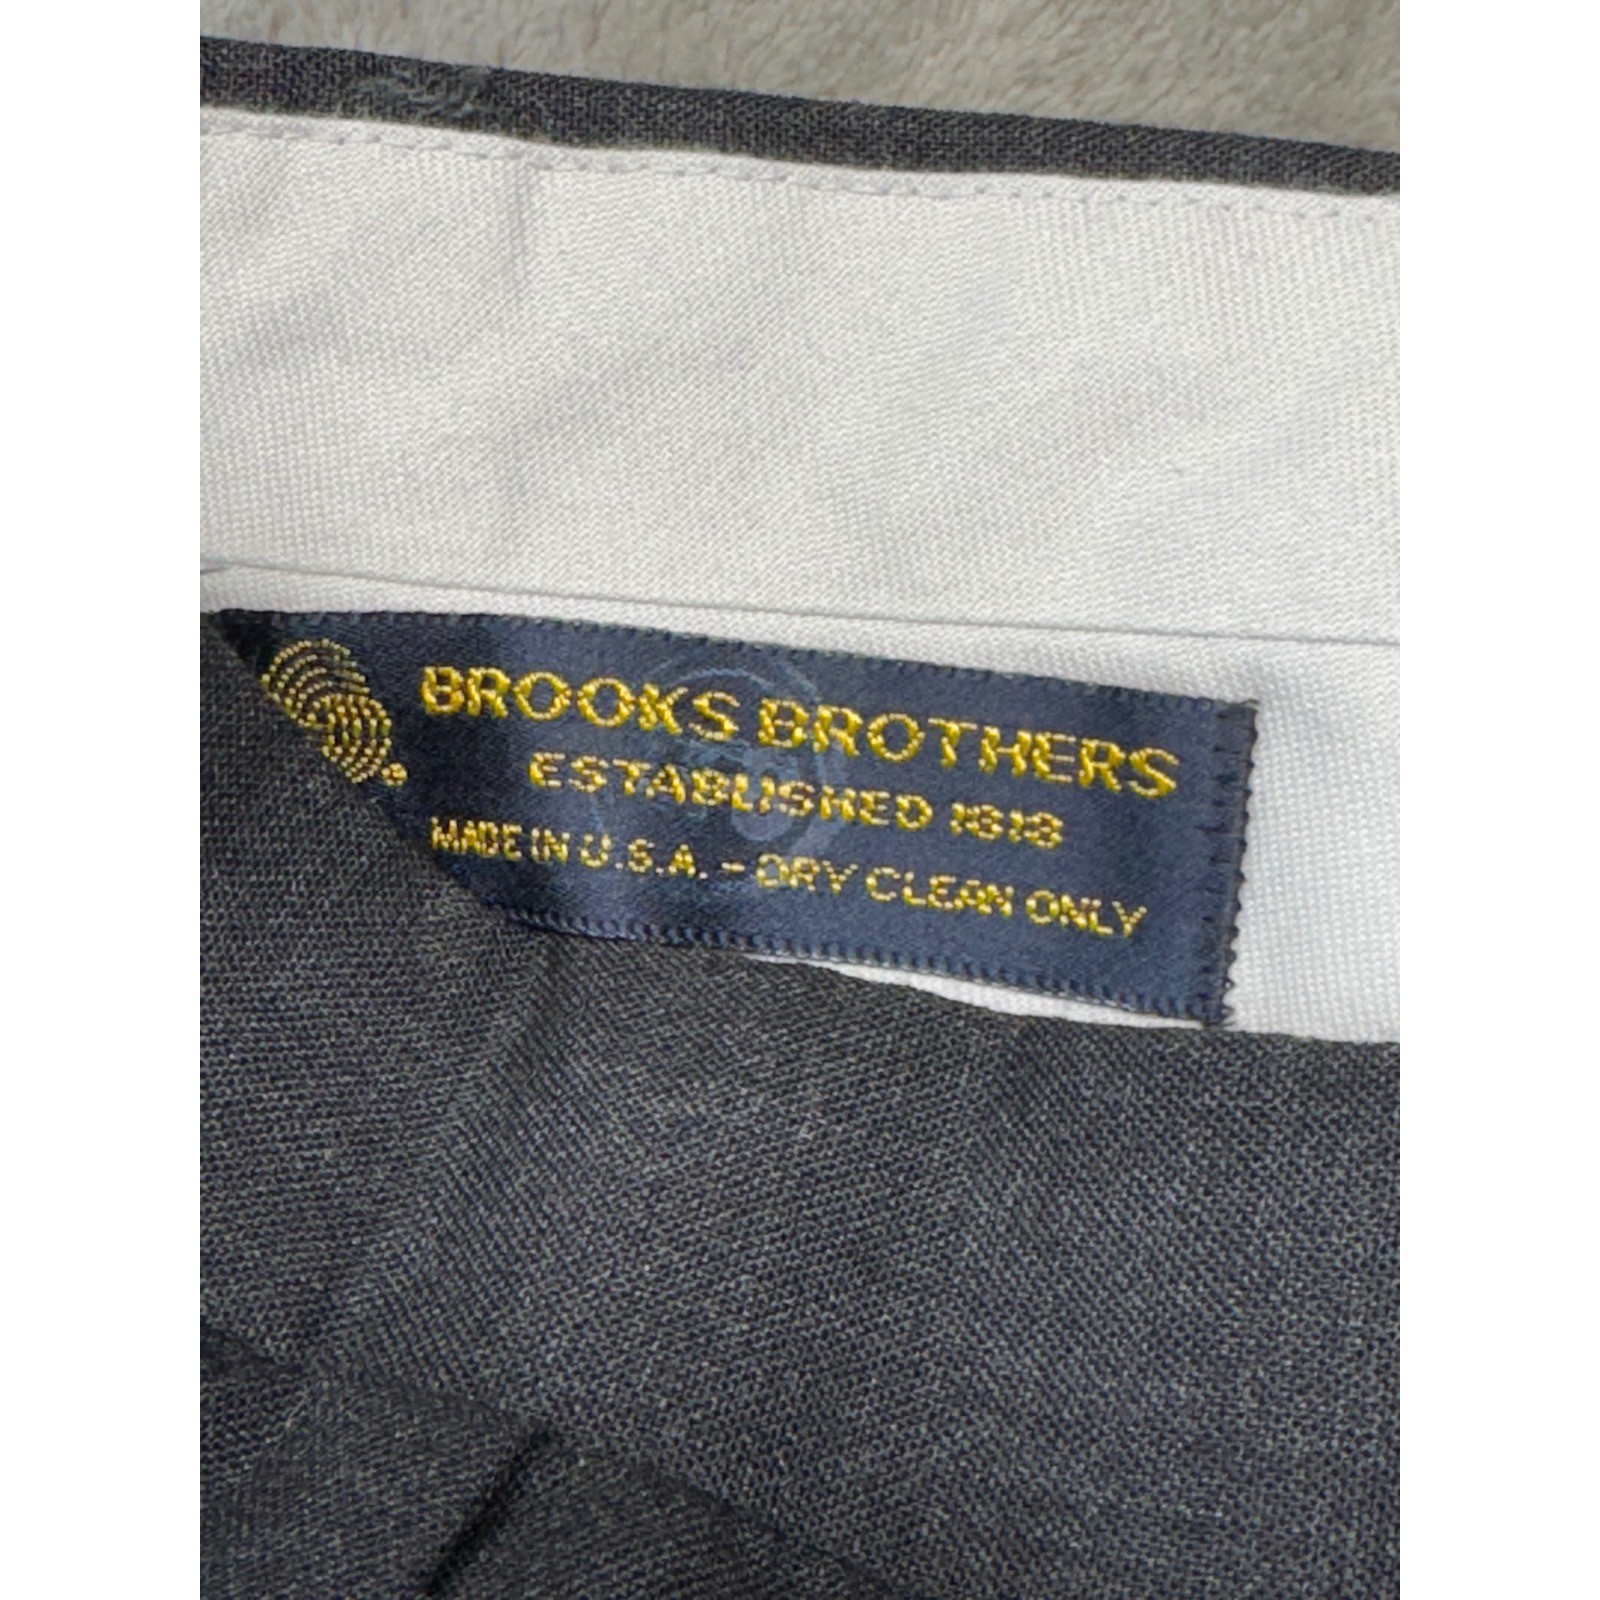 BROOKS BROTHERS
ESTABLISHED 1818
MADE IN U.S.A. - DRY CLEAN ONLY